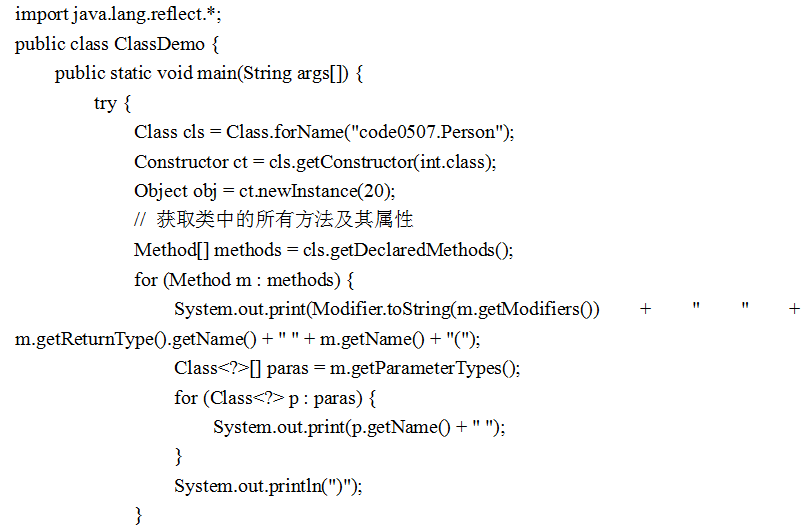 import java.lang.reflect.*;
public class ClassDemo {
public static void main(String args[]) {
try {
Class cls = Class.forName("code0507.Person");
Constructor ct = cls.getConstructor(int.class);
Object obj = ct.newInstance(20);
// 获取类中的所有方法及其属性
Method[] methods = cls.getDeclaredMethods();
for (Method m : methods) {
System.out.print(Modifier.toString(m.getModifiers()) + " " +
m.getReturnType().getName() + " " + m.getName() + "(");
Class<?>[] paras = m.getParameterTypes();
for (Class<?> p : paras) {
System.out.print(p.getName() + " ");
}
System.out.println(")");
}